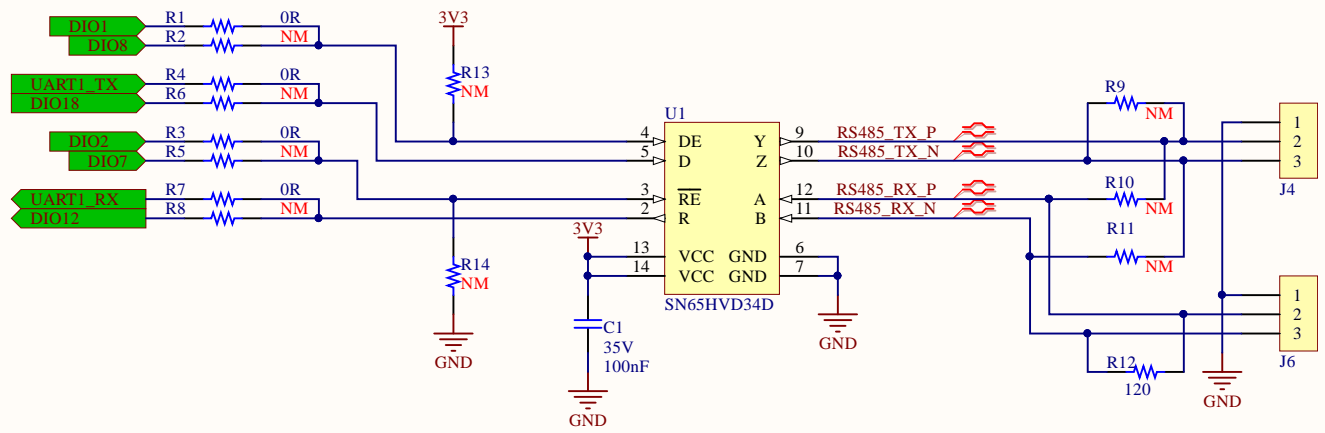 DIO1
DIO8
R1 0R
R2 NM
UART1_TX
DIO18
R4 0R
R6 NM
DIO2
DIO7
R3 0R
R5 NM
UART1_RX
DIO12
R7 0R
R8 NM
3V3
R13
NM
R14
NM
GND
U1
4 DE Y 9
5 D Z 10
3 RE A 12
2 R B 11
13 VCC GND 6
14 VCC GND 7
SN65HVD34D
3V3
C1
35V
100nF
GND
GND
RS485_TX_P
RS485_TX_N
RS485_RX_P
RS485_RX_N
R9
NM
R10
NM
R11
NM
R12
120
1
2
3
J4
1
2
3
J6
GND